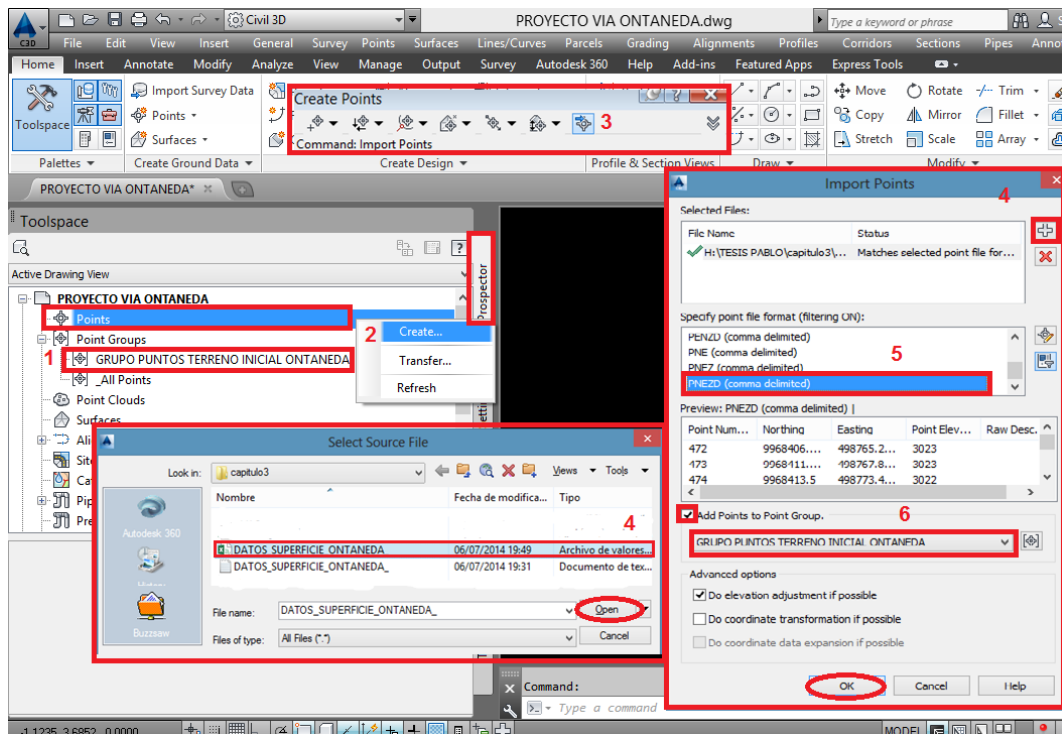 Civil 3D
PROYECTO VIA ONTANEDA.dwg
Type a keyword or phrase
C3D
File Edit View Insert General Survey Points Surfaces Lines/Curves Parcels Grading Alignments Profiles Corridors Sections Pipes
Home Insert Annotate Modify Analyze View Manage Output Survey Autodesk 360 Help Add-ins Featured Apps Express Tools
Toolspace
Import Survey Data
Points
Surfaces
Create Points
3
Command: Import Points
Move Rotate Trim
Copy Mirror Fillet
Stretch Scale Array
Palettes Create Ground Data Create Design Profile & Section Views Draw Modify
PROYECTO VIA ONTANEDA*
Toolspace
Active Drawing View
Prospector
PROYECTO VIA ONTANEDA
Points
Point Groups
1
GRUPO PUNTOS TERRENO INICIAL ONTANEDA
_All Points
Point Clouds
Surfaces
2
Create...
Transfer...
Refresh
Select Source File
Look in:
capitulo3
Views Tools
Nombre Fecha de modifica... Tipo
Autodesk 360
4
DATOS_SUPERFICIE_ONTANEDA_ 06/07/2014 19:49 Archivo de valores...
DATOS_SUPERFICIE_ONTANEDA_ 06/07/2014 19:31 Documento de tex...
Buzzsaw
File name: DATOS_SUPERFICIE_ONTANEDA_ Open
Files of type: All Files (*.*) Cancel
Import Points
4
Selected Files:
File Name Status
H:\TESIS PABLO\capitulo3\... Matches selected point file for...
Specify point file format (filtering ON):
PENZD (comma delimited)
PNE (comma delimited)
5
PNEZ (comma delimited)
PNEZD (comma delimited)
Preview: PNEZD (comma delimited) |
Point Num... Northing Easting Point Elev... Raw Desc.
472 9968406.... 498765.2... 3023
473 9968411.... 498767.8... 3023
474 9968413.5 498773.4... 3022
Add Points to Point Group.
6
GRUPO PUNTOS TERRENO INICIAL ONTANEDA
Advanced options
Do elevation adjustment if possible
Do coordinate transformation if possible
Do coordinate data expansion if possible
OK Cancel Help
Command:
Type a command
-1.1235, 3.6852, 0.0000
MODEL